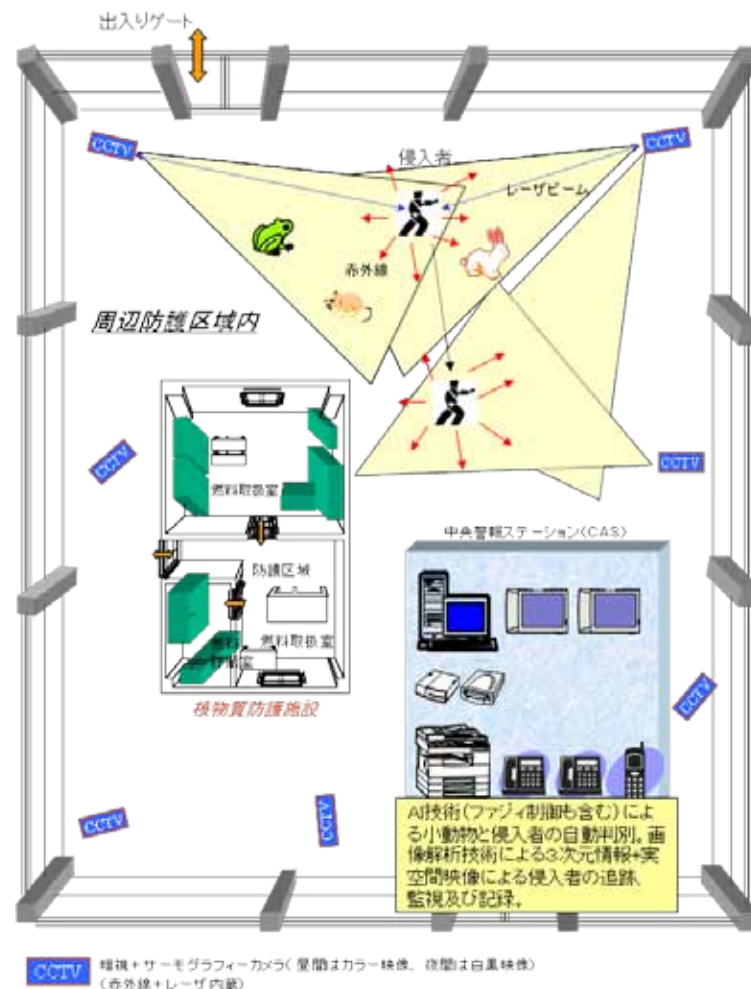 出入りゲート
CCTV
CCTV
侵入者
レーザビーム
赤外線
周辺防護区域内
CCTV
CCTV
燃料取扱室
中央警報ステーション(CAS)
防護区域
燃料取扱室
核物質防護施設
CCTV
CCTV
CCTV
AI技術(ファジィ制御も含む)によ
る小動物と侵入者の自動判別。画
像解析技術による3次元情報+実
空間映像による侵入者の追跡、
監視及び記録。
CCTV 暗視+サーモグラフィーカメラ(昼間はカラー映像、夜間は白黒映像)
(赤外線+レーザ内蔵)